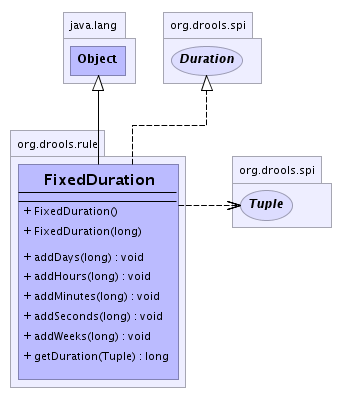 java.lang
Object
org.drools.spi
Duration
org.drools.rule
FixedDuration
+ FixedDuration()
+ FixedDuration(long)
+ addDays(long) : void
+ addHours(long) : void
+ addMinutes(long) : void
+ addSeconds(long) : void
+ addWeeks(long) : void
+ getDuration(Tuple) : long
org.drools.spi
Tuple